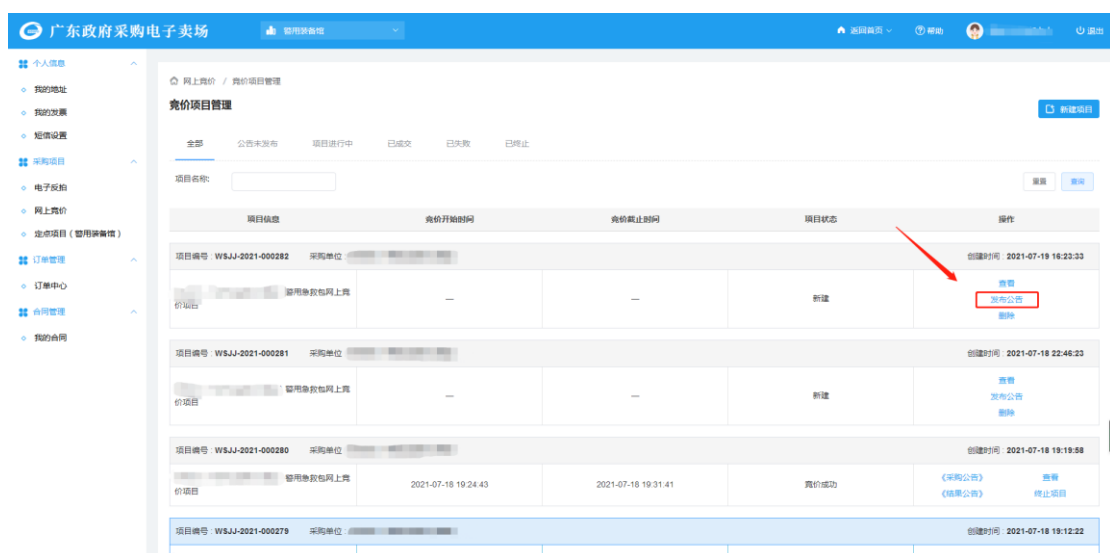 广东政府采购电子卖场
警用装备馆
返回首页
帮助
退出
个人信息
我的地址
我的发票
短信设置
采购项目
电子反拍
网上竞价
定点项目（警用装备馆）
订单管理
订单中心
合同管理
我的合同
网上竞价 / 竞价项目管理
竞价项目管理
新建项目
全部 公告未发布 项目进行中 已成交 已失败 已终止
项目名称:
重置 查询
项目信息 竞价开始时间 竞价截止时间 项目状态 操作
项目编号 : WSJJ-2021-000282 采购单位 : 创建时间 : 2021-07-19 16:23:33
警用急救包网上竞
价项目
— — 新建
查看
发布公告
删除
项目编号 : WSJJ-2021-000281 采购单位 : 创建时间 : 2021-07-18 22:46:23
警用急救包网上竞
价项目
— — 新建
查看
发布公告
删除
项目编号 : WSJJ-2021-000280 采购单位 : 创建时间 : 2021-07-18 19:19:58
警用急救包网上竞
价项目
2021-07-18 19:24:43 2021-07-18 19:31:41 竞价成功
《采购公告》 查看
《结果公告》 终止项目
项目编号 : WSJJ-2021-000279 采购单位 : 创建时间 : 2021-07-18 19:12:22